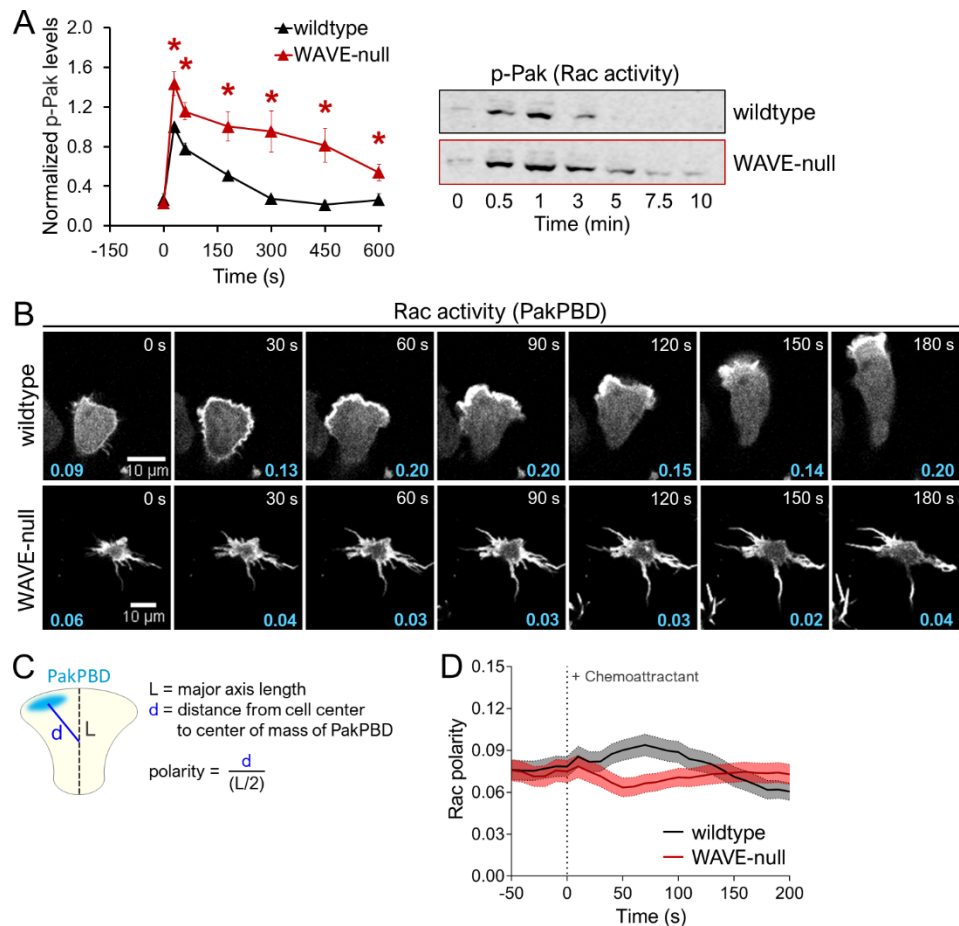 A
Normalized p-Pak levels
2.0
1.6
1.2
0.8
0.4
0.0
wildtype
WAVE-null
* * * * * *
-150 0 150 300 450 600
Time (s)
p-Pak (Rac activity)
wildtype
WAVE-null
0 0.5 1 3 5 7.5 10
Time (min)
B
Rac activity (PakPBD)
wildtype
0 s 30 s 60 s 90 s 120 s 150 s 180 s
10 µm
0.09 0.13 0.20 0.20 0.15 0.14 0.20
WAVE-null
0 s 30 s 60 s 90 s 120 s 150 s 180 s
10 µm
0.06 0.04 0.03 0.03 0.03 0.02 0.04
C
PakPBD
d
L
L = major axis length
d = distance from cell center
to center of mass of PakPBD
polarity = d
(L/2)
D
+ Chemoattractant
Rac polarity
0.15
0.12
0.09
0.06
0.03
0.00
wildtype
WAVE-null
-50 0 50 100 150 200
Time (s)